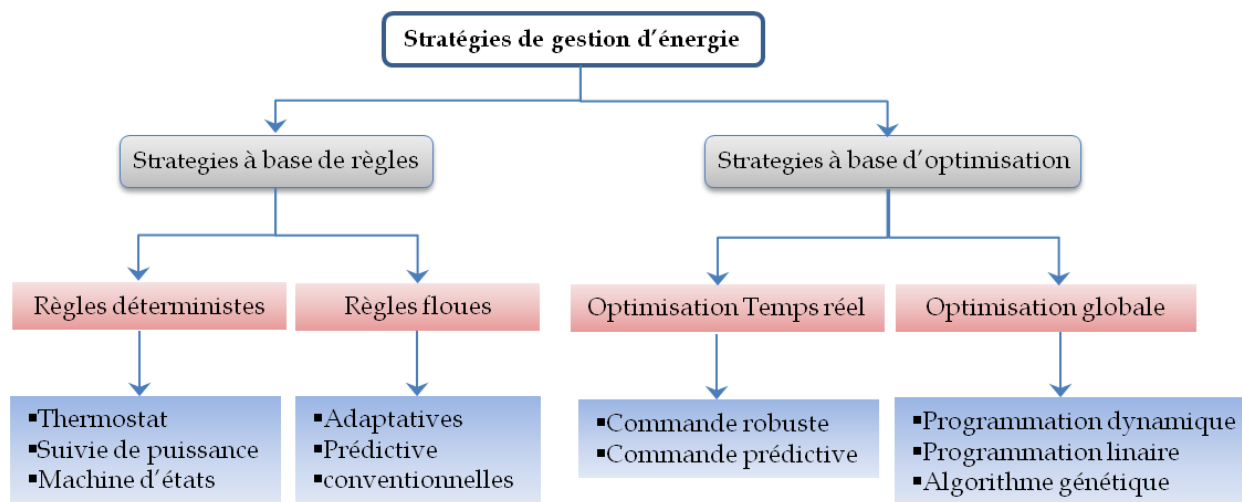 Stratégies de gestion d'énergie
Strategies à base de règles
Strategies à base d'optimisation
Règles déterministes
Règles floues
Optimisation Temps réel
Optimisation globale
▪Thermostat
▪Suivie de puissance
▪Machine d'états
▪Adaptatives
▪Prédictive
▪conventionnelles
▪Commande robuste
▪Commande prédictive
▪Programmation dynamique
▪Programmation linaire
▪Algorithme génétique